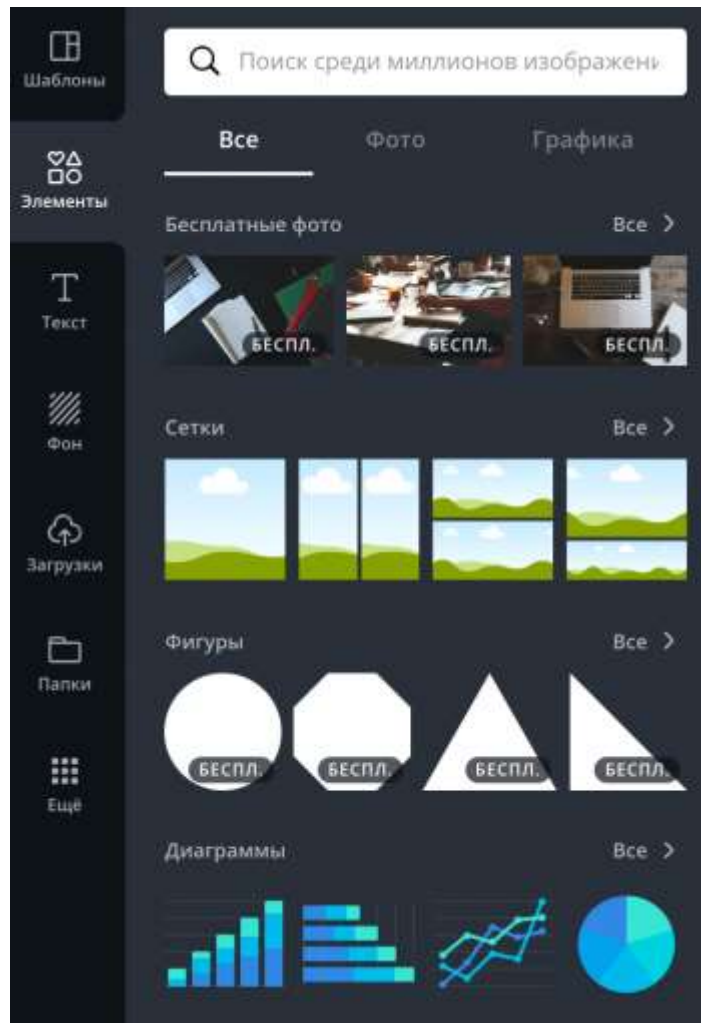 Шаблоны
Элементы
Текст
Фон
Загрузки
Папки
Ещё
Поиск среди миллионов изображени
Все Фото Графика
Бесплатные фото Все
БЕСПЛ. БЕСПЛ. БЕСПЛ.
Сетки Все
Фигуры Все
БЕСПЛ. БЕСПЛ. БЕСПЛ. БЕСПЛ.
Диаграммы Все